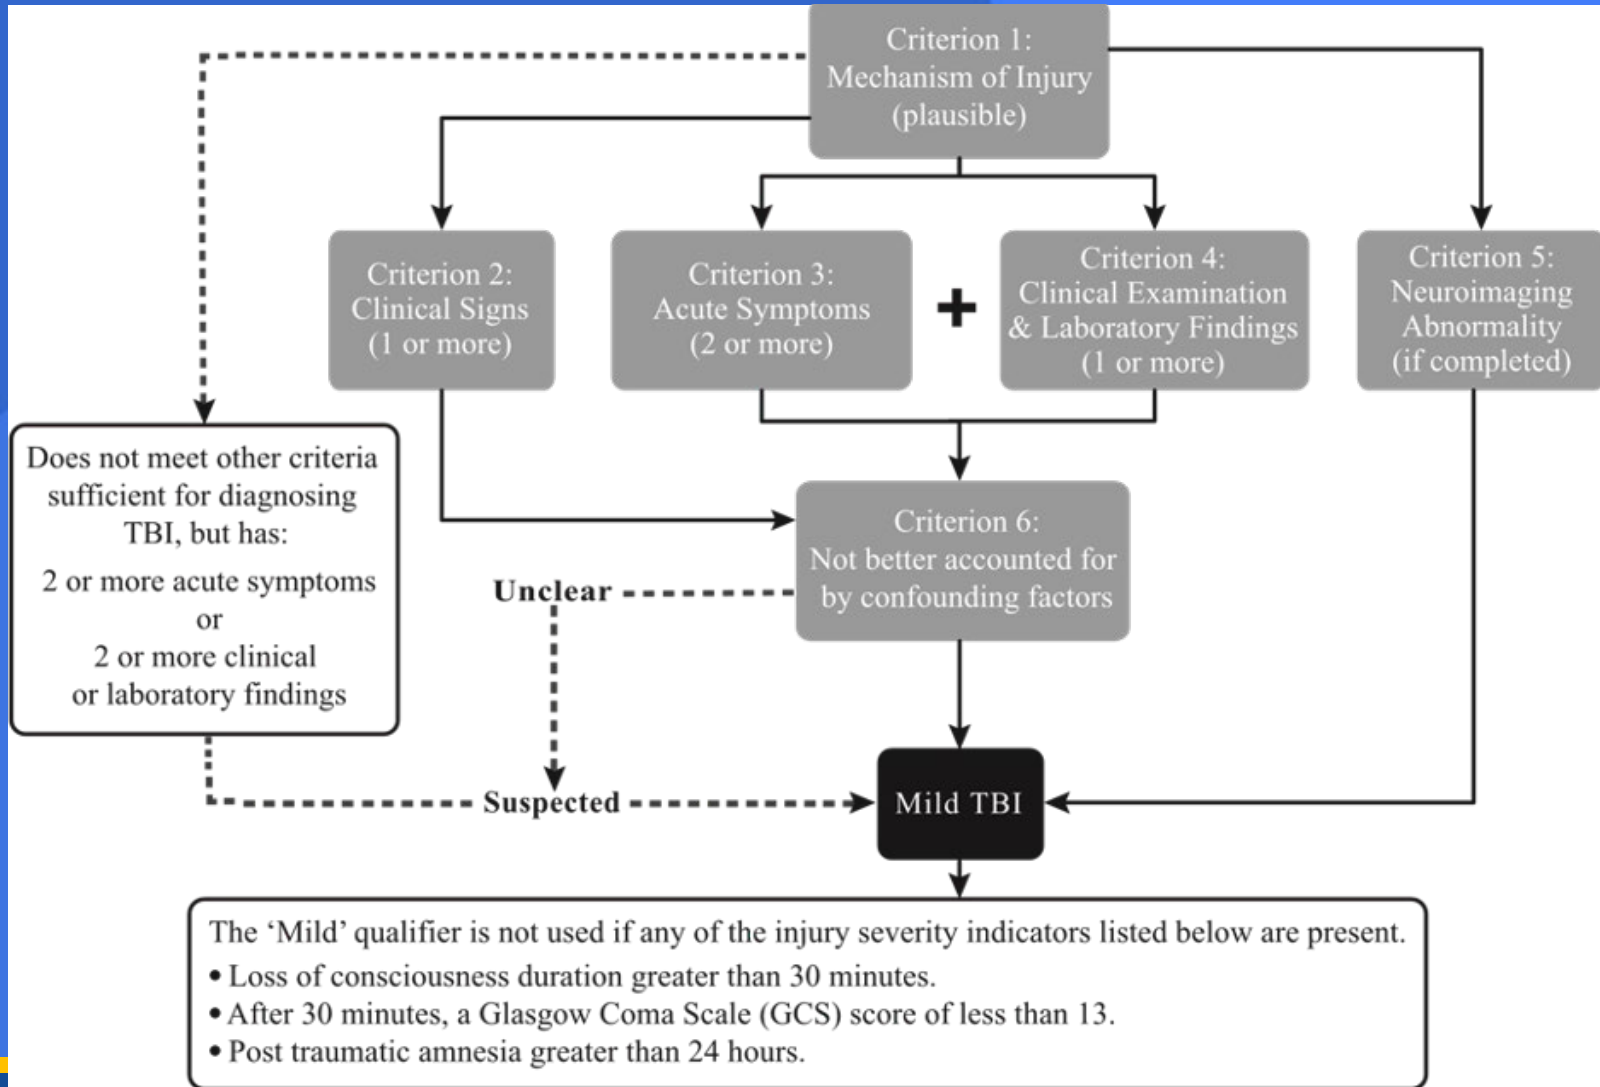 Criterion 1:
Mechanism of Injury
(plausible)
Criterion 2:
Clinical Signs
(1 or more)
Criterion 3:
Acute Symptoms
(2 or more)
+
Criterion 4:
Clinical Examination
& Laboratory Findings
(1 or more)
Criterion 5:
Neuroimaging
Abnormality
(if completed)
Does not meet other criteria
sufficient for diagnosing
TBI, but has:
2 or more acute symptoms
or
2 or more clinical
or laboratory findings
Criterion 6:
Not better accounted for
by confounding factors
Unclear
Suspected
Mild TBI
The ‘Mild’ qualifier is not used if any of the injury severity indicators listed below are present.
• Loss of consciousness duration greater than 30 minutes.
• After 30 minutes, a Glasgow Coma Scale (GCS) score of less than 13.
• Post traumatic amnesia greater than 24 hours.